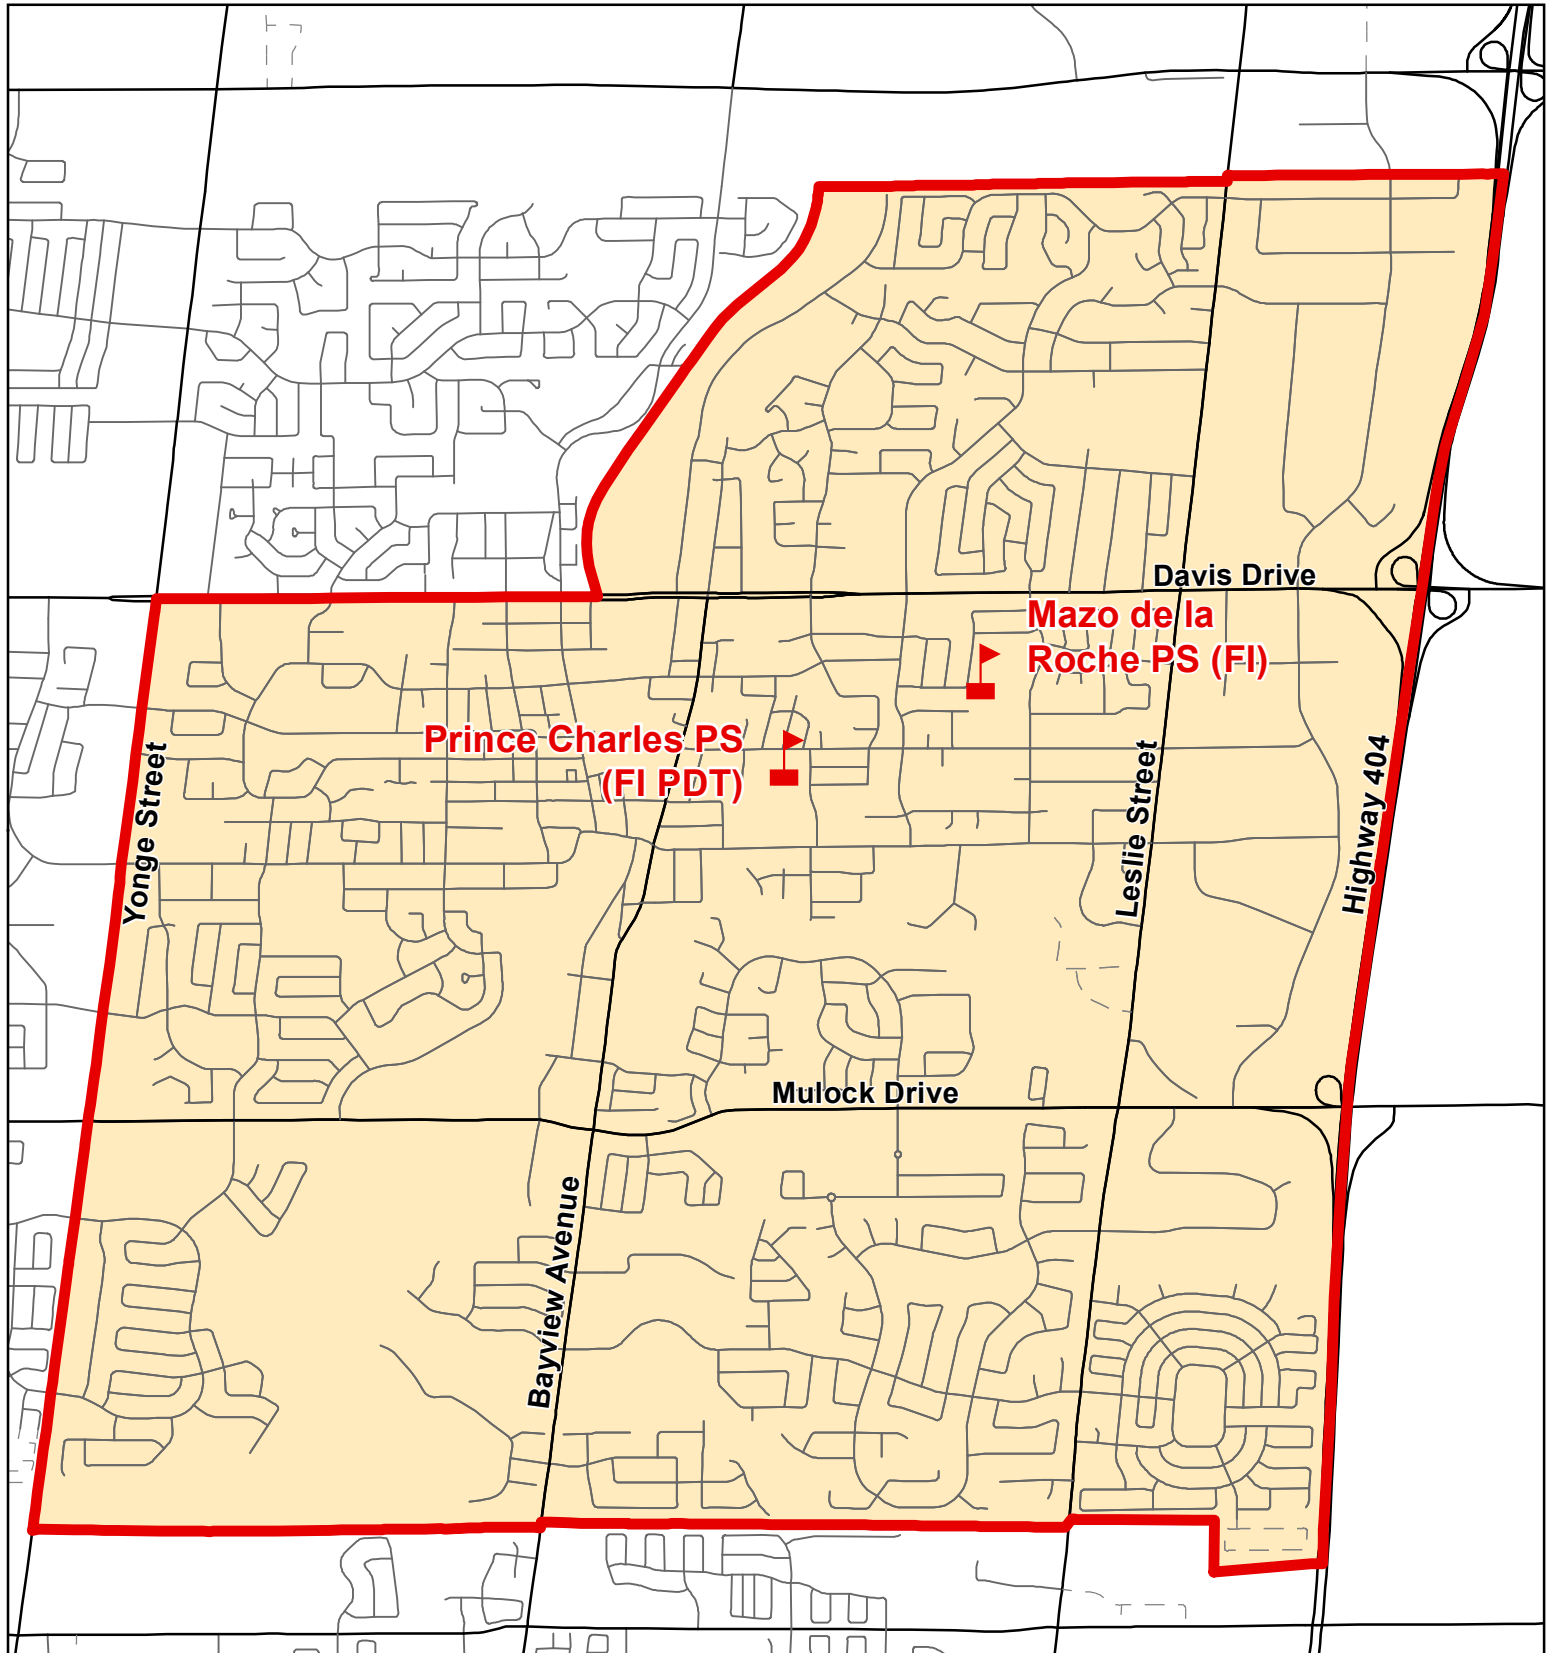 Davis Drive
Mazo de la
Roche PS (FI)
Prince Charles PS
(FI PDT)
Yonge Street
Leslie Street
Highway 404
Mulock Drive
Bayview Avenue